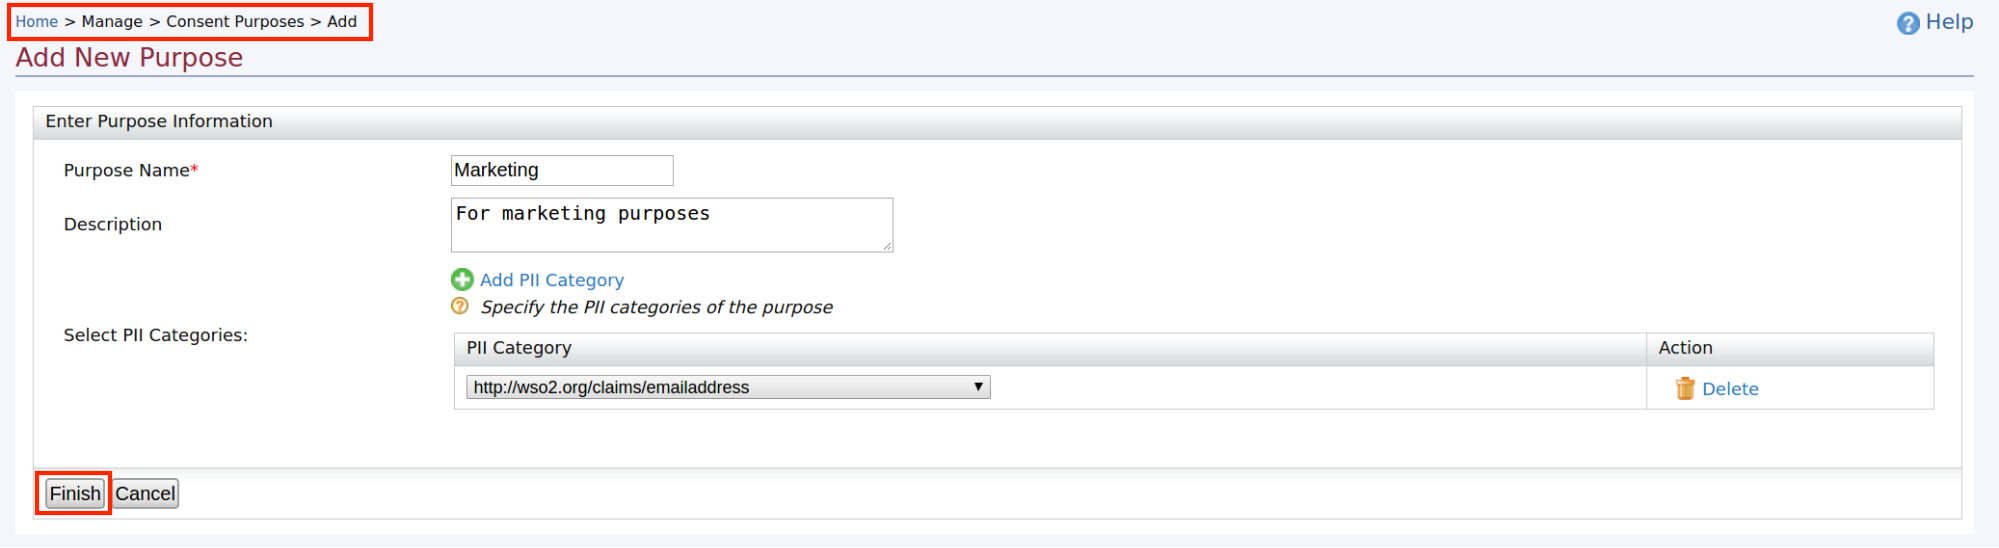 Home > Manage > Consent Purposes > Add
Help
Add New Purpose
Enter Purpose Information
Purpose Name*
Marketing
Description
For marketing purposes
Add PII Category
Specify the PII categories of the purpose
Select PII Categories:
PII Category
Action
http://wso2.org/claims/emailaddress
Delete
Finish
Cancel